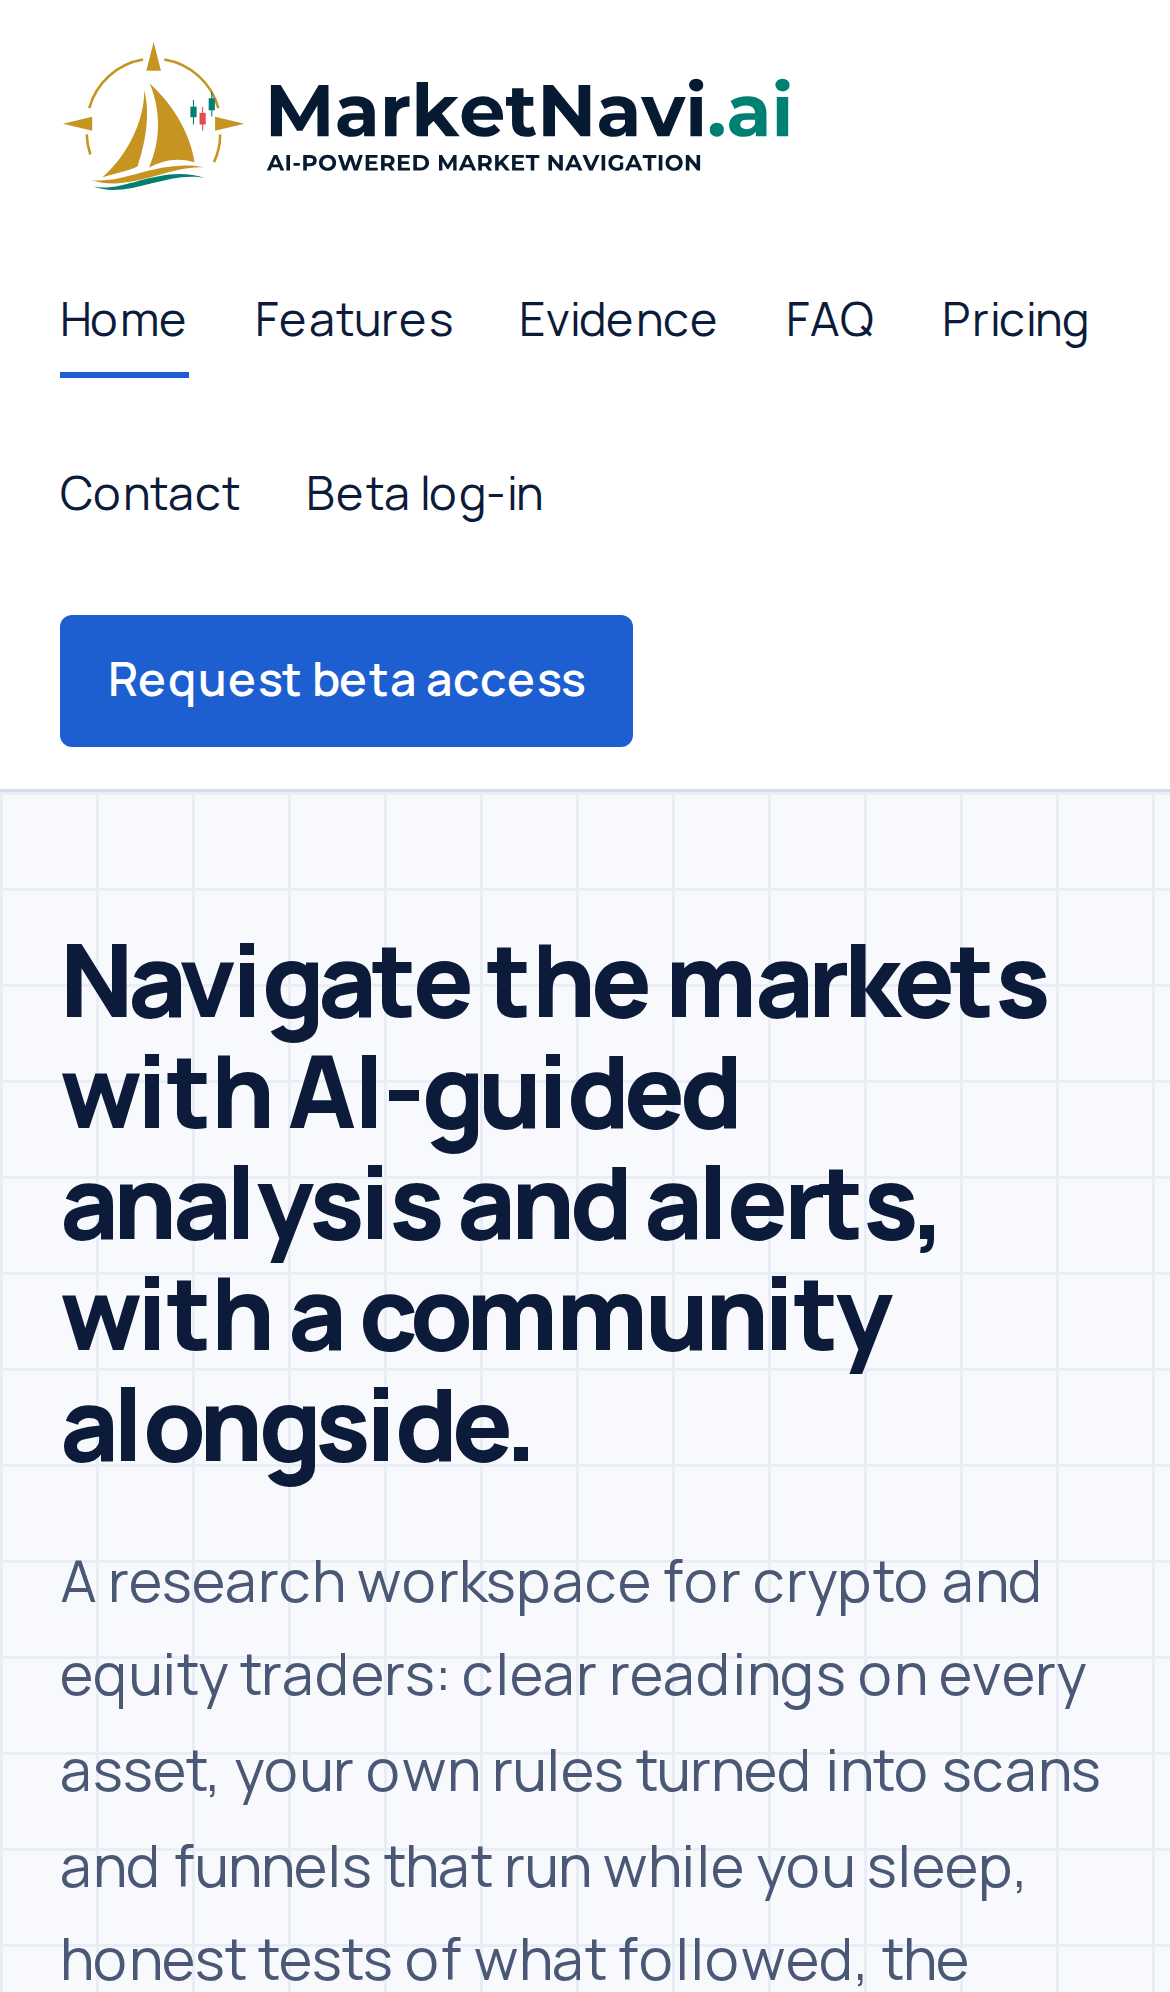 MarketNavi.ai
AI-POWERED MARKET NAVIGATION
Home Features Evidence FAQ Pricing
Contact Beta log-in
Request beta access
Navigate the markets
with AI-guided
analysis and alerts,
with a community
alongside.
A research workspace for crypto and
equity traders: clear readings on every
asset, your own rules turned into scans
and funnels that run while you sleep,
honest tests of what followed, the